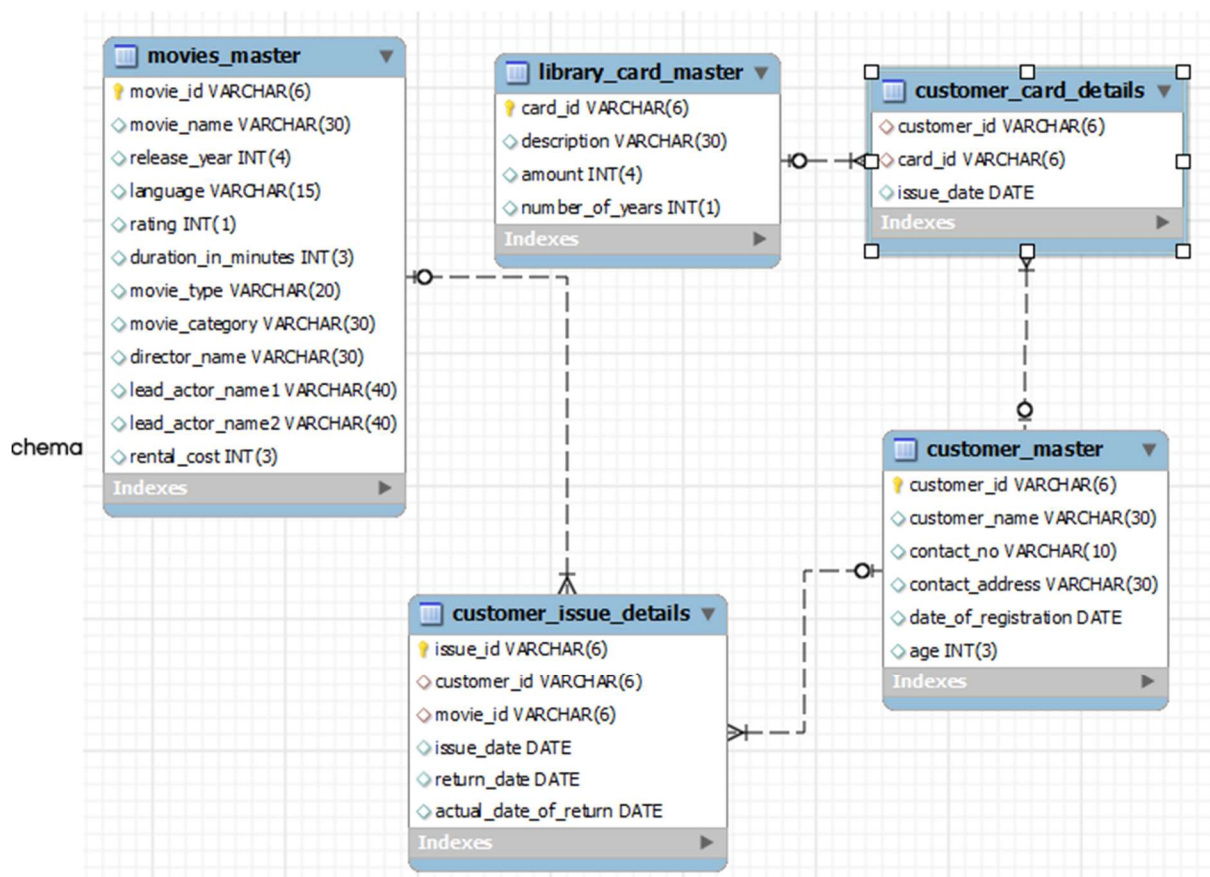 movies_master
movie_id VARCHAR(6)
movie_name VARCHAR(30)
release_year INT(4)
language VARCHAR(15)
rating INT(1)
duration_in_minutes INT(3)
movie_type VARCHAR(20)
movie_category VARCHAR(30)
director_name VARCHAR(30)
lead_actor_name1 VARCHAR(40)
lead_actor_name2 VARCHAR(40)
rental_cost INT(3)
Indexes
library_card_master
card_id VARCHAR(6)
description VARCHAR(30)
amount INT(4)
number_of_years INT(1)
Indexes
customer_card_details
customer_id VARCHAR(6)
card_id VARCHAR(6)
issue_date DATE
Indexes
chema
customer_master
customer_id VARCHAR(6)
customer_name VARCHAR(30)
contact_no VARCHAR(10)
contact_address VARCHAR(30)
date_of_registration DATE
age INT(3)
Indexes
customer_issue_details
issue_id VARCHAR(6)
customer_id VARCHAR(6)
movie_id VARCHAR(6)
issue_date DATE
return_date DATE
actual_date_of_return DATE
Indexes